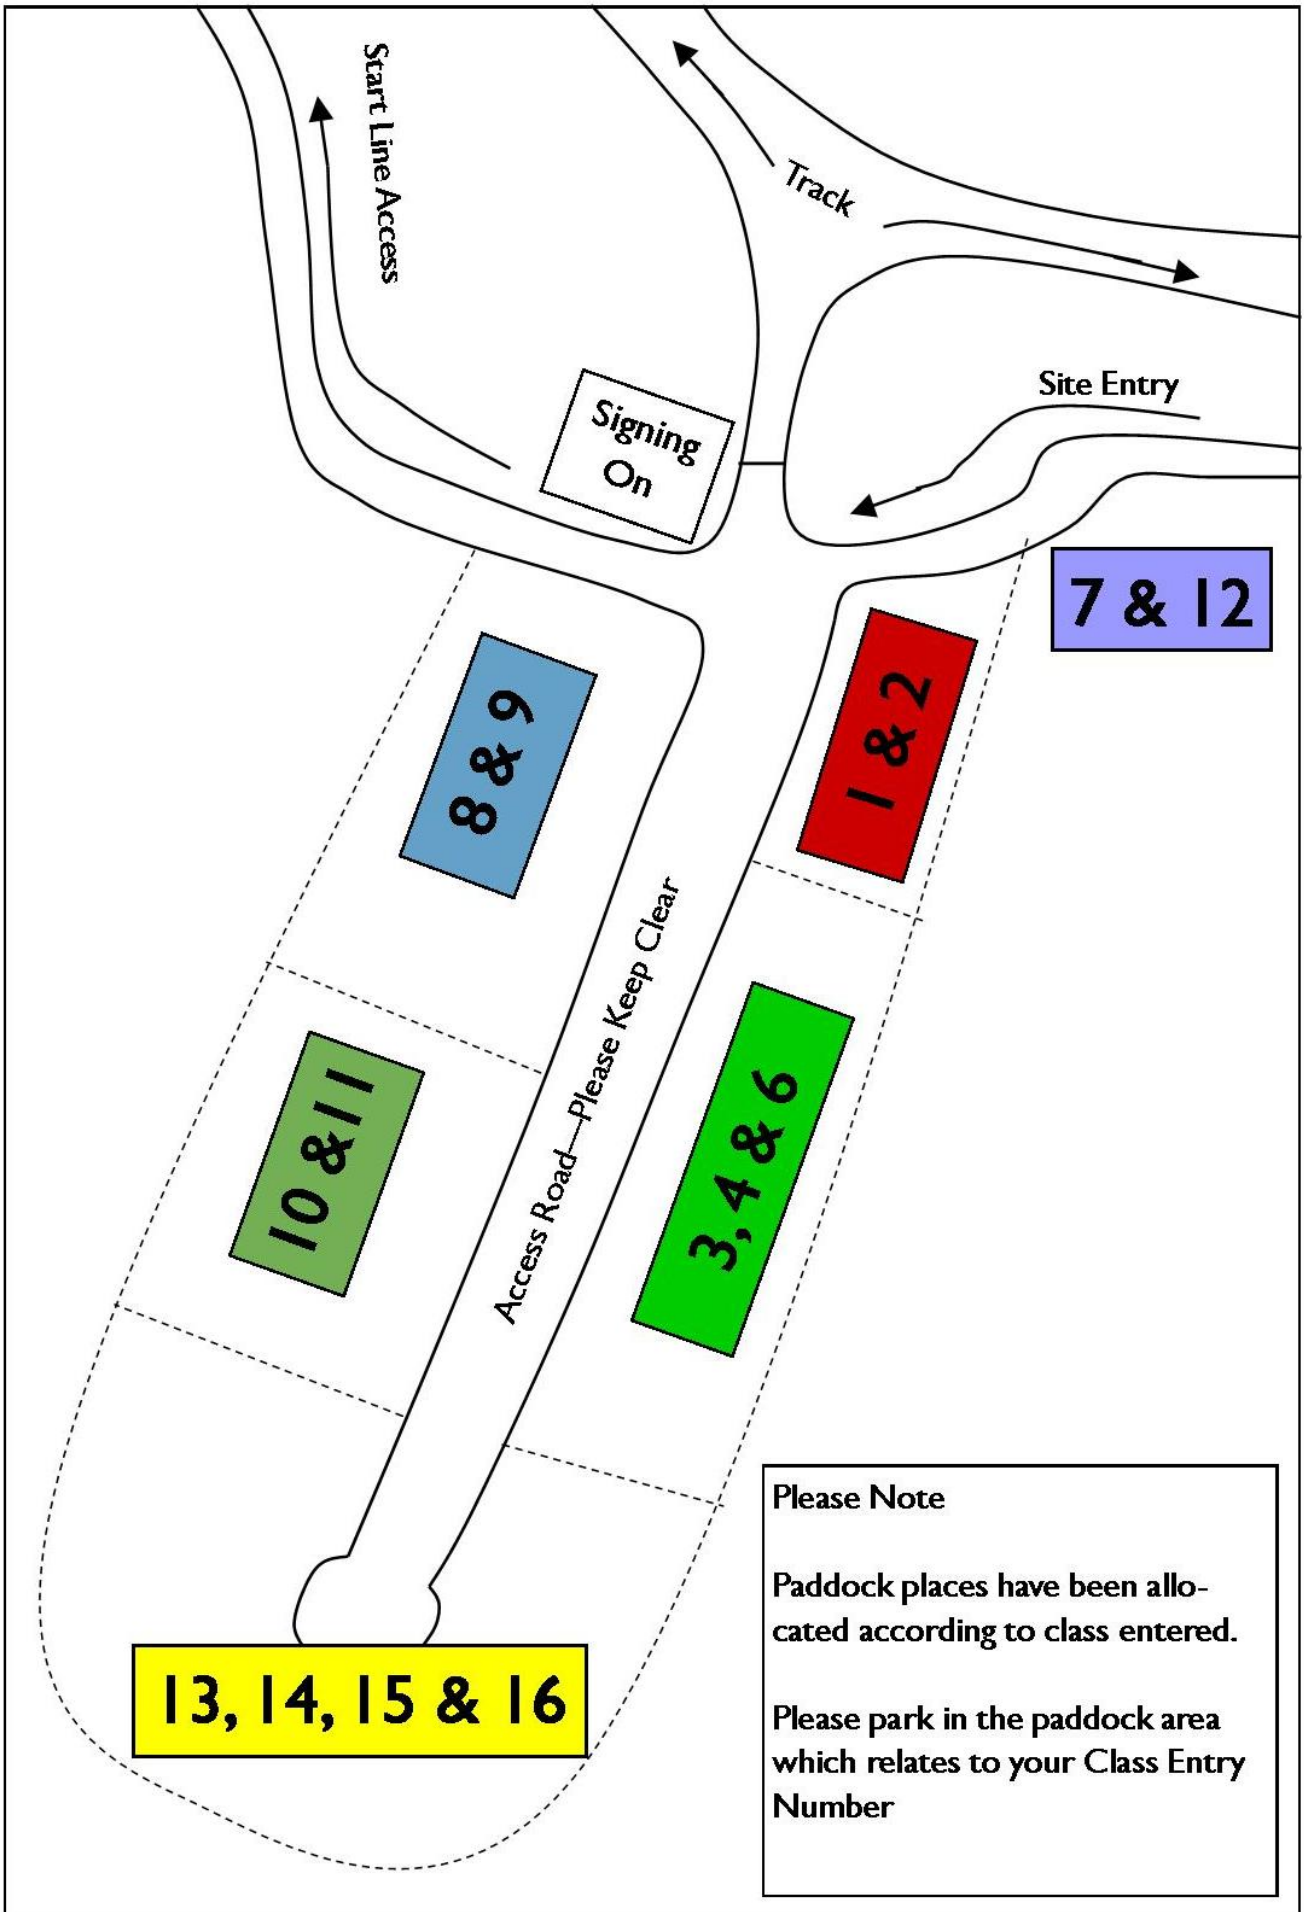 Start Line Access
Track
Site Entry
Signing
On
7 & 12
1 & 2
8 & 9
Access Road—Please Keep Clear
3, 4 & 6
10 & 11
13, 14, 15 & 16
Please Note
Paddock places have been allo-
cated according to class entered.
Please park in the paddock area
which relates to your Class Entry
Number